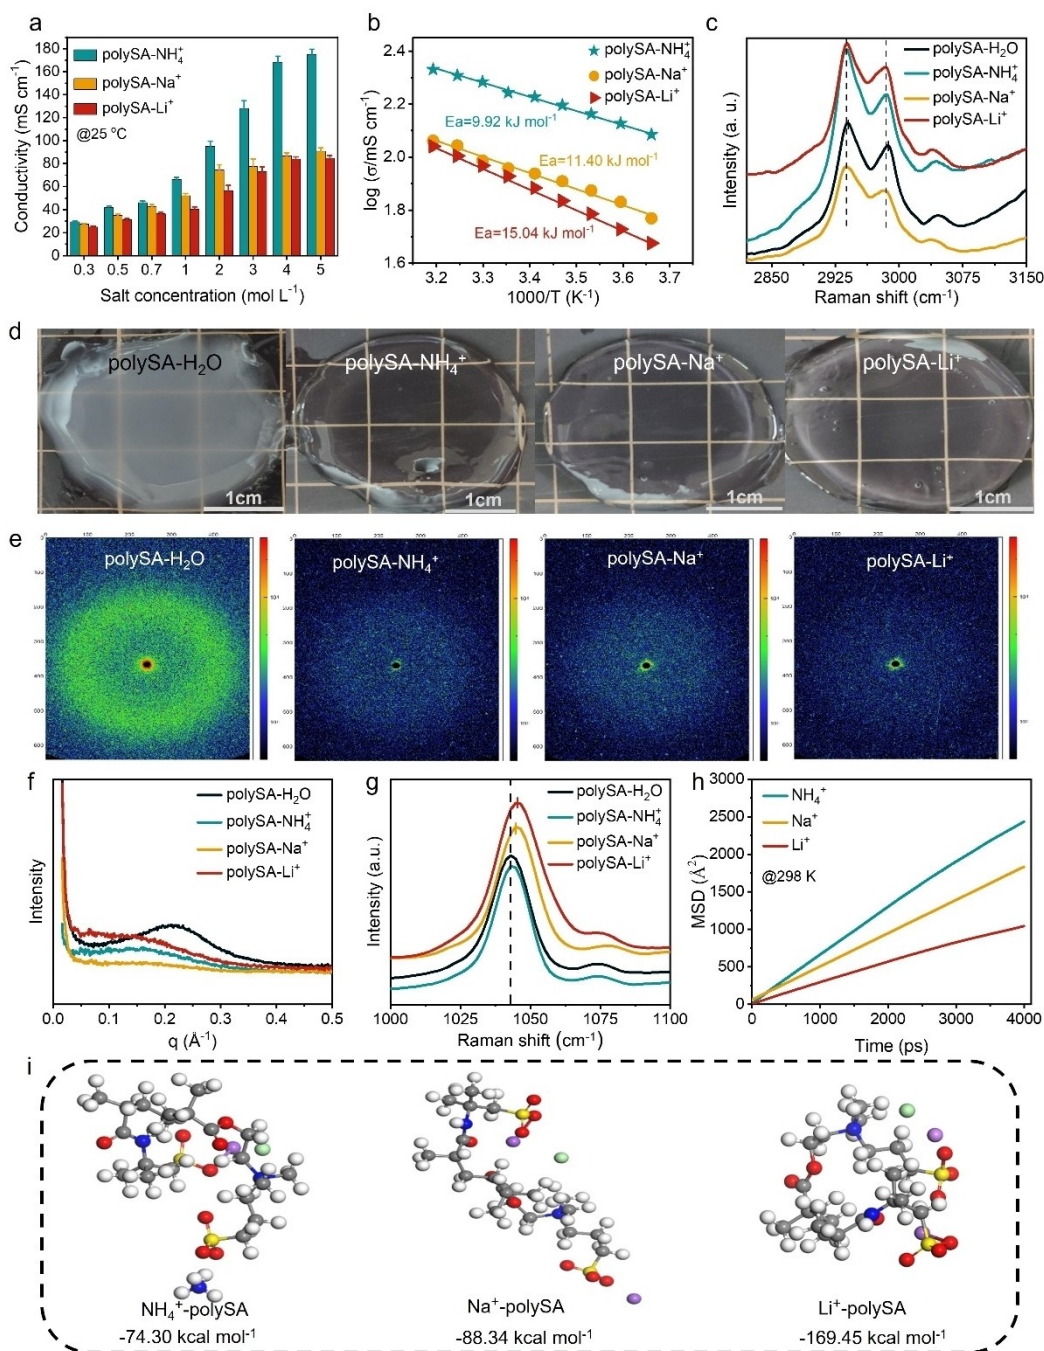 a
Conductivity (mS cm⁻¹)
180
160
140
120
100
80
60
40
20
0
polySA-NH₄⁺
polySA-Na⁺
polySA-Li⁺
@25 °C
0.3 0.5 0.7 1 2 3 4 5
Salt concentration (mol L⁻¹)
b
log (σ/mS cm⁻¹)
2.4
2.2
2.0
1.8
1.6
polySA-NH₄⁺
polySA-Na⁺
polySA-Li⁺
Ea=9.92 kJ mol⁻¹
Ea=11.40 kJ mol⁻¹
Ea=15.04 kJ mol⁻¹
3.2 3.3 3.4 3.5 3.6 3.7
1000/T (K⁻¹)
c
Intensity (a. u.)
polySA-H₂O
polySA-NH₄⁺
polySA-Na⁺
polySA-Li⁺
2850 2925 3000 3075 3150
Raman shift (cm⁻¹)
d
polySA-H₂O polySA-NH₄⁺ polySA-Na⁺ polySA-Li⁺
1cm 1cm 1cm 1cm
e
polySA-H₂O polySA-NH₄⁺ polySA-Na⁺ polySA-Li⁺
f
Intensity
polySA-H₂O
polySA-NH₄⁺
polySA-Na⁺
polySA-Li⁺
0.0 0.1 0.2 0.3 0.4 0.5
q (Å⁻¹)
g
Intensity (a.u.)
polySA-H₂O
polySA-NH₄⁺
polySA-Na⁺
polySA-Li⁺
1000 1025 1050 1075 1100
Raman shift (cm⁻¹)
h
MSD (Å²)
3000
2500
2000
1500
1000
500
0
NH₄⁺
Na⁺
Li⁺
@298 K
0 1000 2000 3000 4000
Time (ps)
i
NH₄⁺-polySA Na⁺-polySA Li⁺-polySA
-74.30 kcal mol⁻¹ -88.34 kcal mol⁻¹ -169.45 kcal mol⁻¹